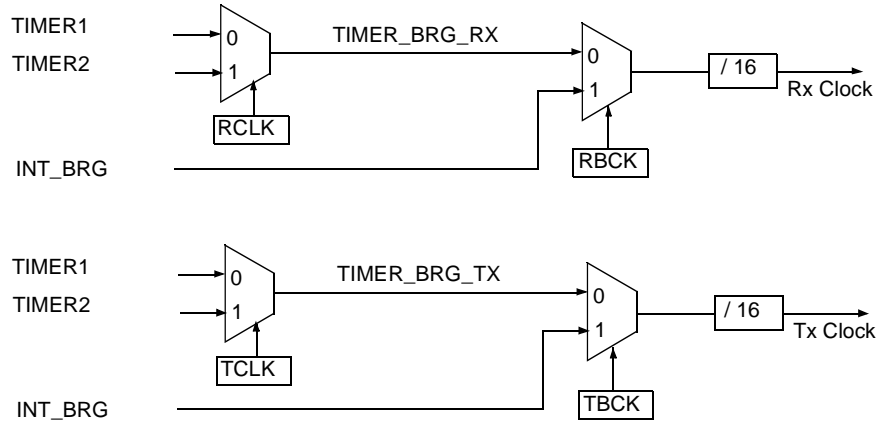 TIMER1
0
TIMER_BRG_RX
0
TIMER2
1
/ 16
1
Rx Clock
RCLK
INT_BRG
RBCK
TIMER1
0
TIMER_BRG_TX
0
TIMER2
1
/ 16
1
Tx Clock
TCLK
INT_BRG
TBCK